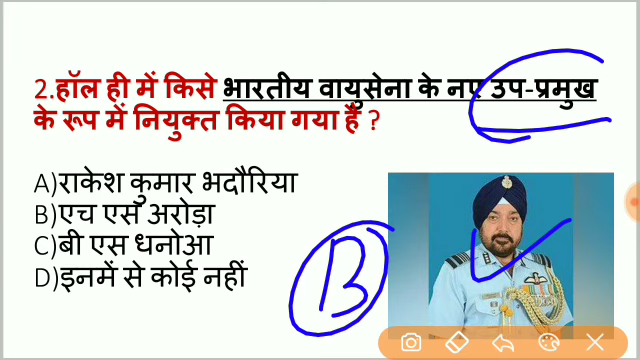 2.हॉल ही में किसे भारतीय वायुसेना के नए उप-प्रमुख
के रूप में नियुक्त किया गया है ?
A)राकेश कुमार भदौरिया
B)एच एस अरोड़ा
C)बी एस धनोआ
D)इनमें से कोई नहीं
B